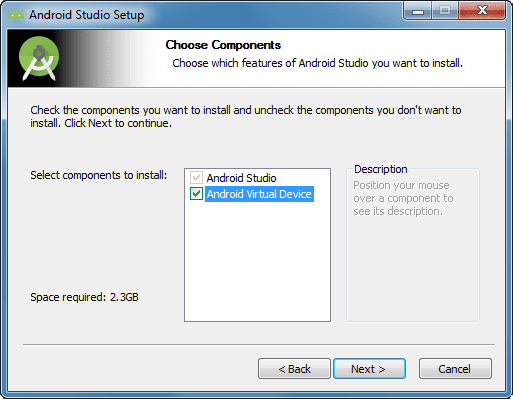 Android Studio Setup
Choose Components
Choose which features of Android Studio you want to install.
Check the components you want to install and uncheck the components you don't want to
install. Click Next to continue.
Select components to install:
Android Studio
Android Virtual Device
Description
Position your mouse
over a component to
see its description.
Space required: 2.3GB
< Back
Next >
Cancel